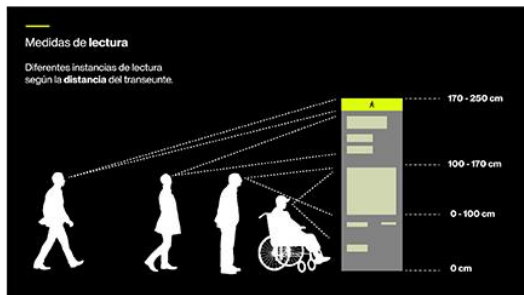 Medidas de lectura
Diferentes instancias de lectura
según la distancia del transeunte.
A
170 - 250 cm
100 - 170 cm
0 - 100 cm
0 cm